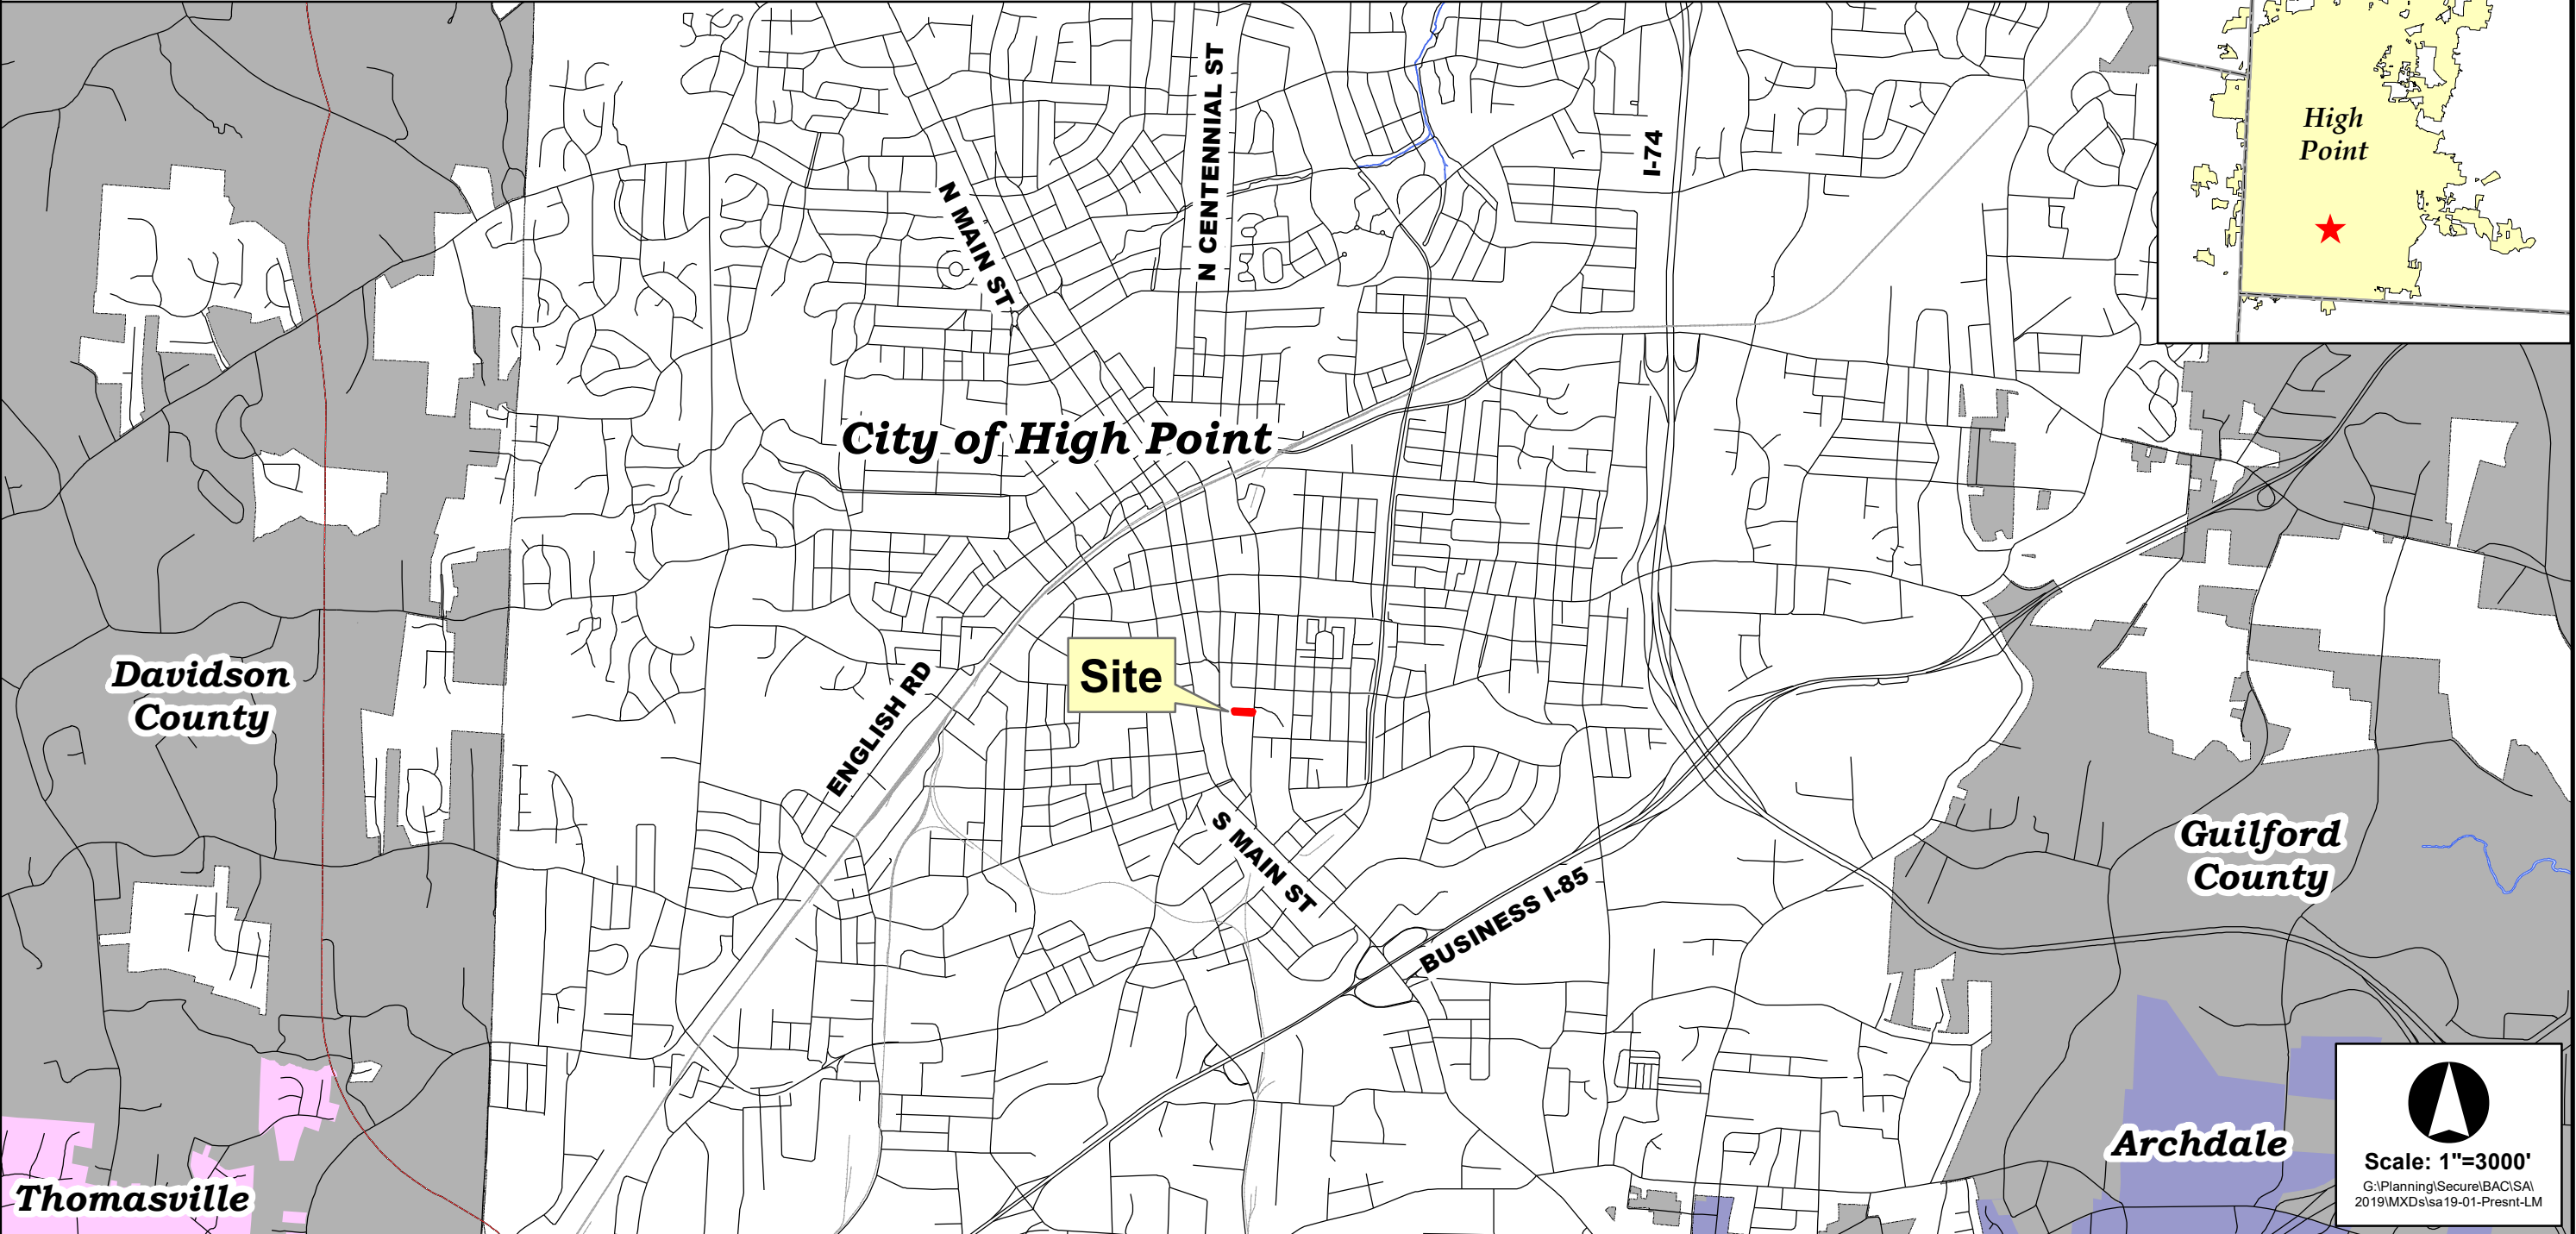 N CENTENNIAL ST
I-74
High
Point
N MAIN ST
City of High Point
Site
Davidson
County
ENGLISH RD
S MAIN ST
BUSINESS I-85
Guilford
County
Archdale
Thomasville
Scale: 1"=3000'
G:\Planning\Secure\BAC\SA\
2019\MXDs\sa19-01-Presnt-LM